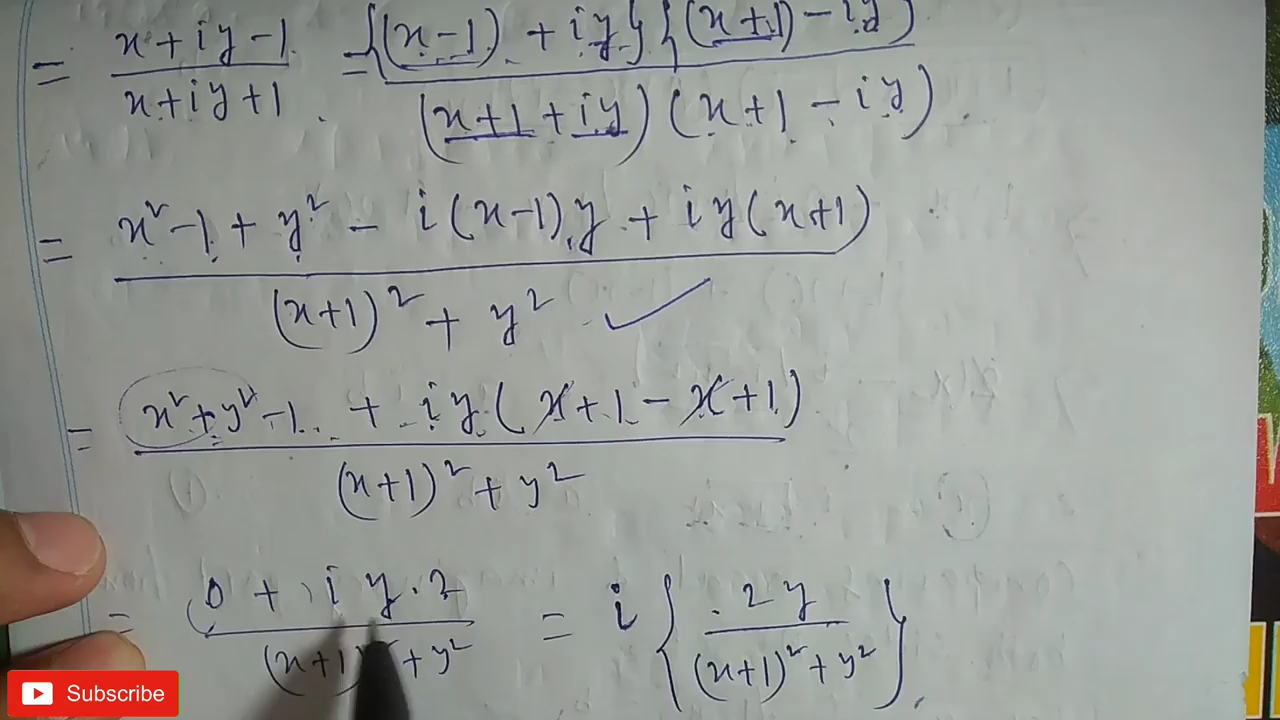 = x+iy-1 / x+iy+1 = {(x-1) + iy}{(x+1) - iy) / (x+1+iy)(x+1-iy)
= x²-1+y² - i(x-1)y + iy(x+1) / (x+1)²+y² ✓
= x²+y²-1 + iy(x+1-x+1) / (x+1)²+y²
= 0 + iy.2 / (x+1)²+y² = i { 2y / (x+1)²+y² }
Subscribe